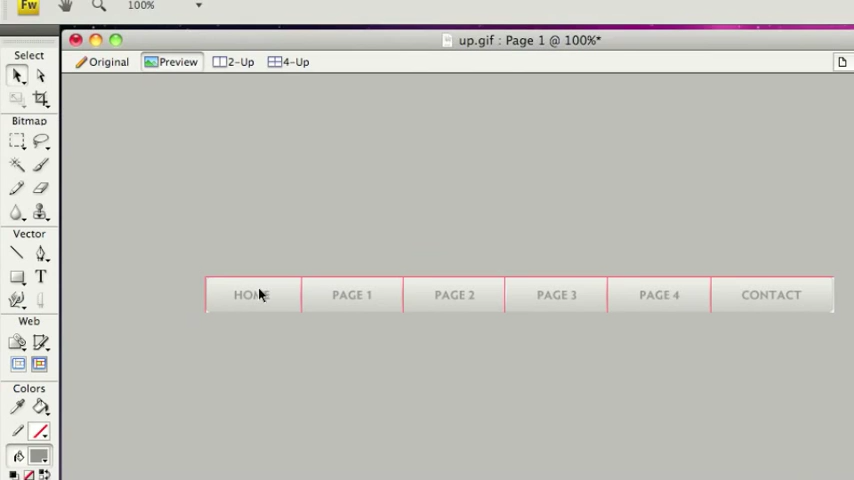 Fw 100%
up.gif : Page 1 @ 100%*
Select
Original Preview 2-Up 4-Up
Bitmap
Vector
T
HOME PAGE 1 PAGE 2 PAGE 3 PAGE 4 CONTACT
Web
Colors